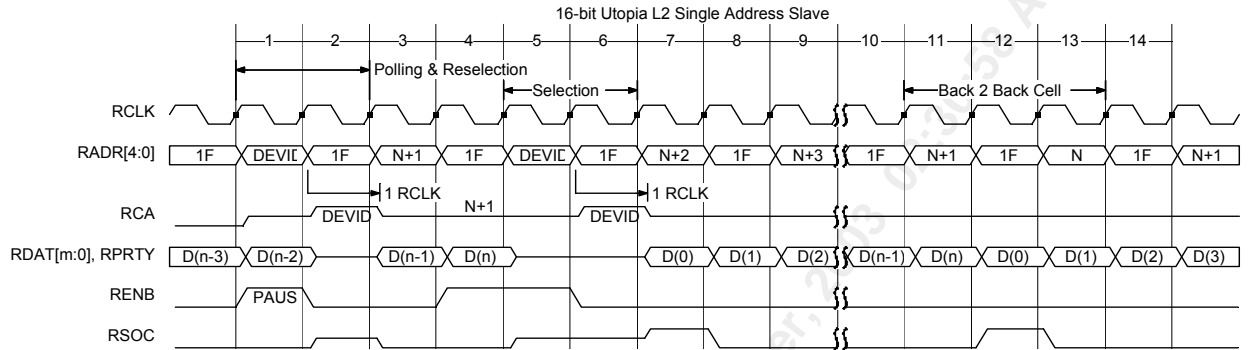 16-bit Utopia L2 Single Address Slave
1 2 3 4 5 6 7 8 9 10 11 12 13 14
Polling & Reselection
Selection
Back 2 Back Cell
RCLK
RADR[4:0] 1F DEVID 1F N+1 1F DEVID 1F N+2 1F N+3 1F N+1 1F N 1F N+1
1 RCLK 1 RCLK
RCA DEVID N+1 DEVID
RDAT[m:0], RPRTY D(n-3) D(n-2) D(n-1) D(n) D(0) D(1) D(2) D(n-1) D(n) D(0) D(1) D(2) D(3)
RENB PAUS
RSOC